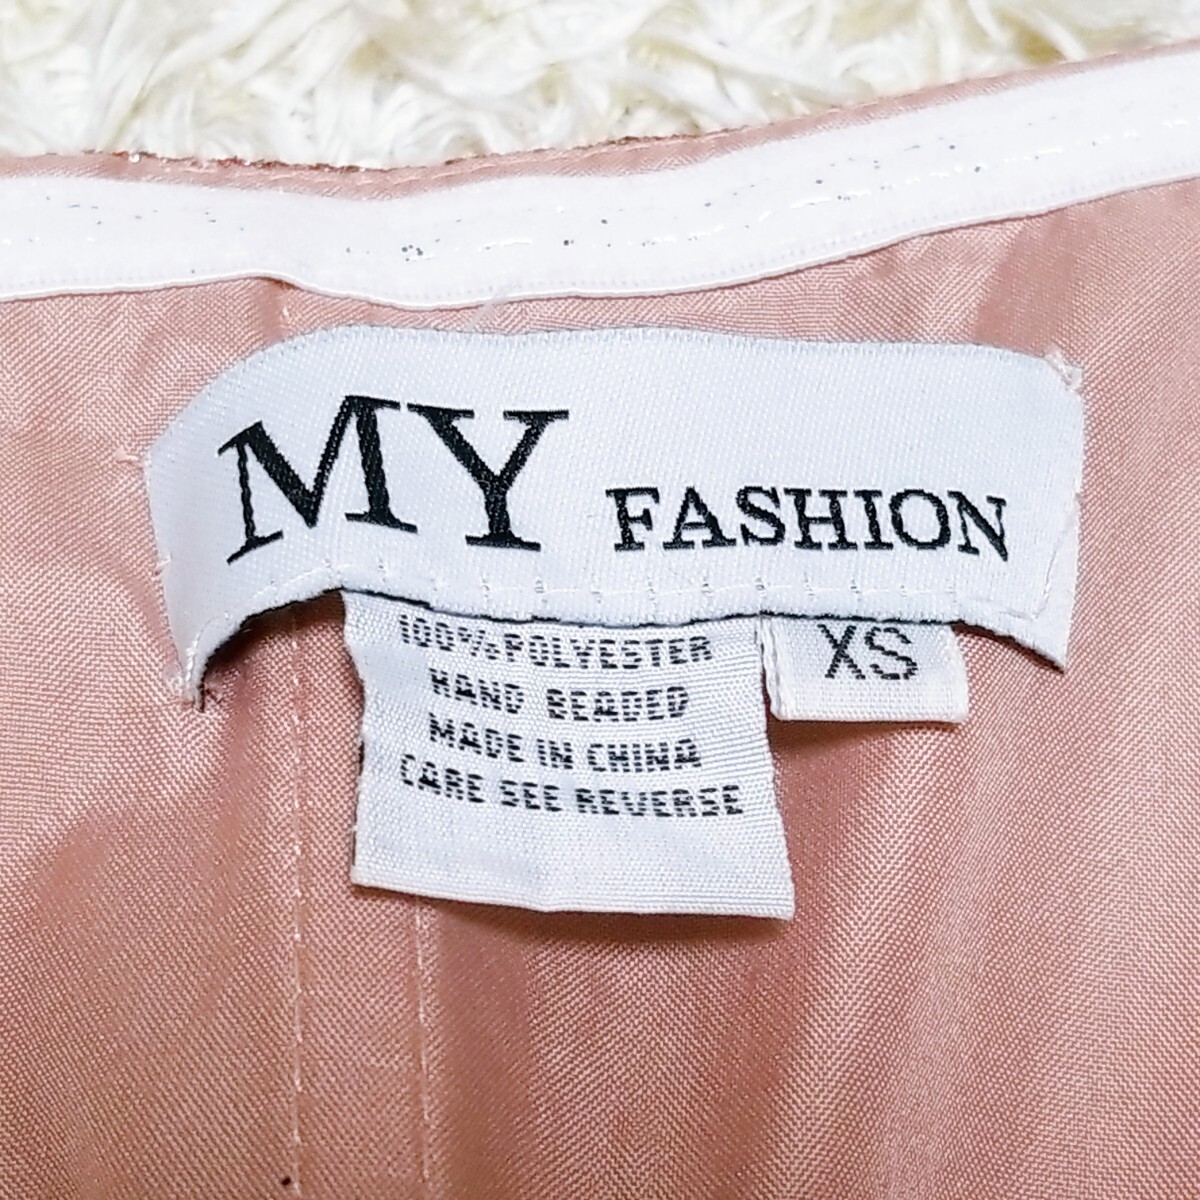 MY FASHION
XS
100%POLYESTER
HAND BEADED
MADE IN CHINA
CARE SEE REVERSE